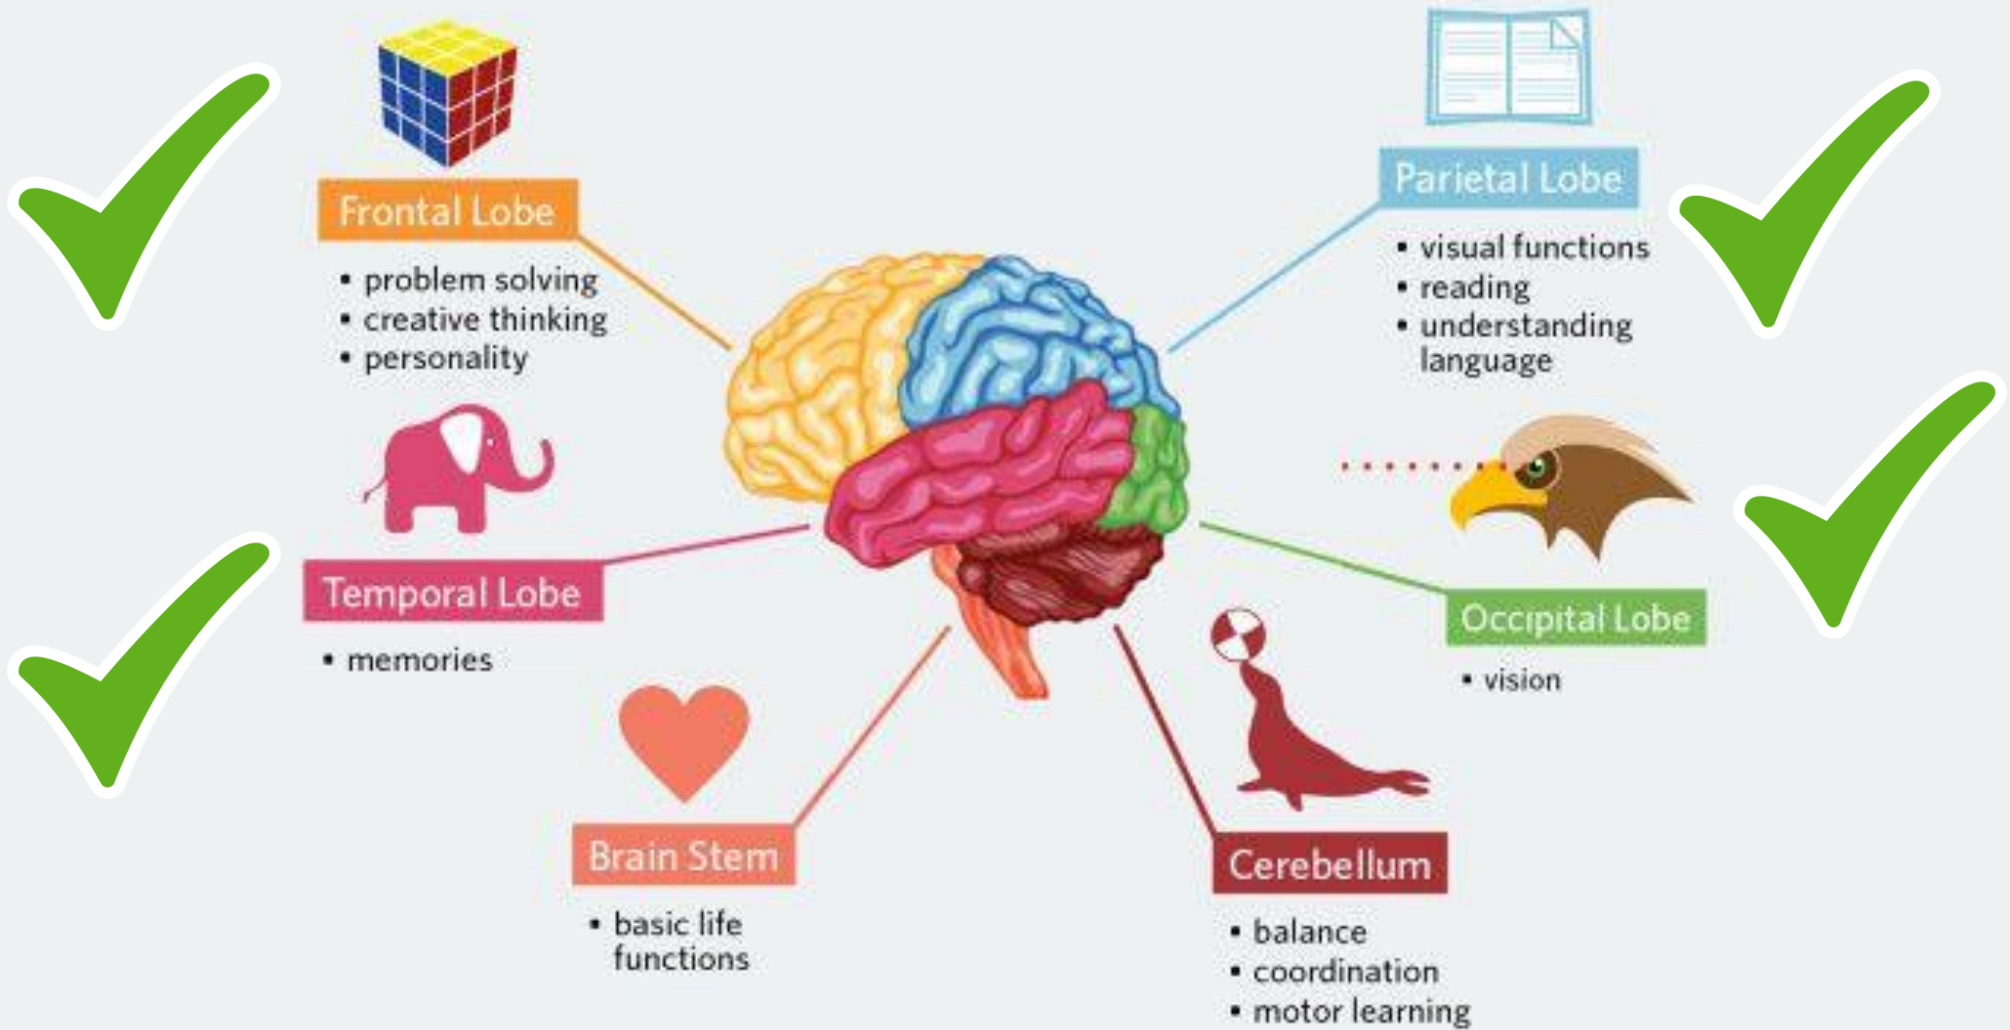 Frontal Lobe
▪ problem solving
▪ creative thinking
▪ personality
Parietal Lobe
▪ visual functions
▪ reading
▪ understanding
language
Temporal Lobe
▪ memories
Occipital Lobe
▪ vision
Brain Stem
▪ basic life
functions
Cerebellum
▪ balance
▪ coordination
▪ motor learning